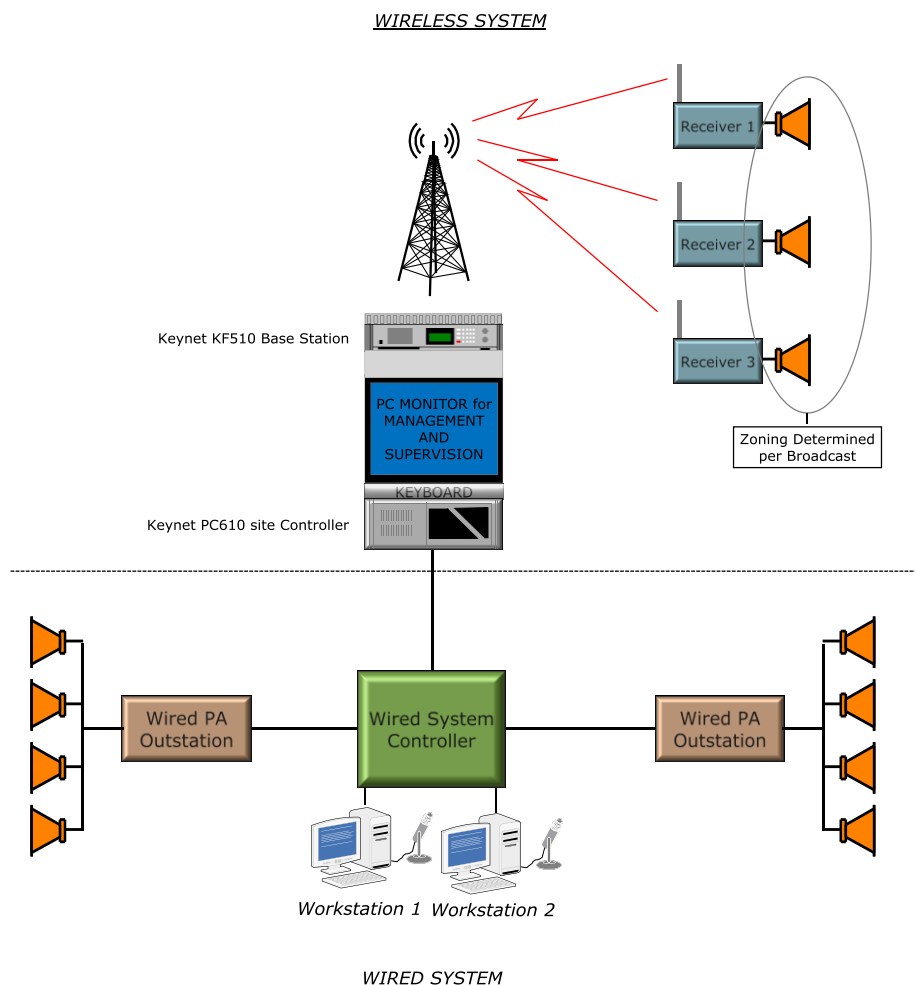 WIRELESS SYSTEM
Receiver 1
Receiver 2
Receiver 3
Zoning Determined
per Broadcast
Keynet KF510 Base Station
PC MONITOR for
MANAGEMENT
AND
SUPERVISION
KEYBOARD
Keynet PC610 site Controller
Wired PA
Outstation
Wired System
Controller
Wired PA
Outstation
Workstation 1
Workstation 2
WIRED SYSTEM